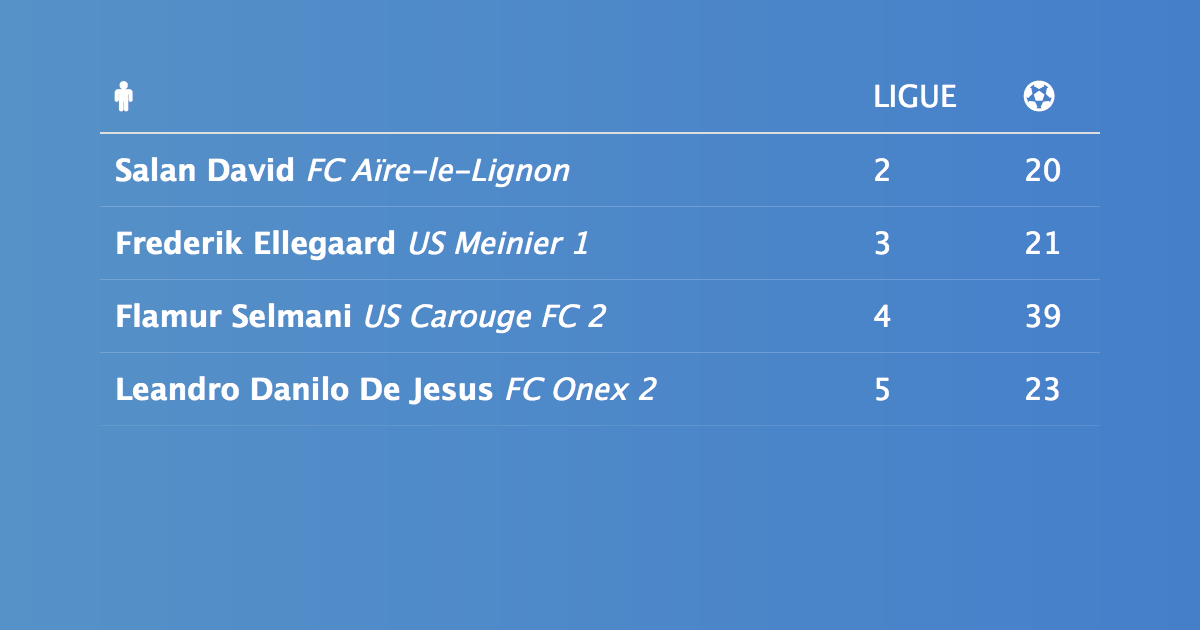 LIGUE
Salan David FC Aïre-le-Lignon 2 20
Frederik Ellegaard US Meinier 1 3 21
Flamur Selmani US Carouge FC 2 4 39
Leandro Danilo De Jesus FC Onex 2 5 23